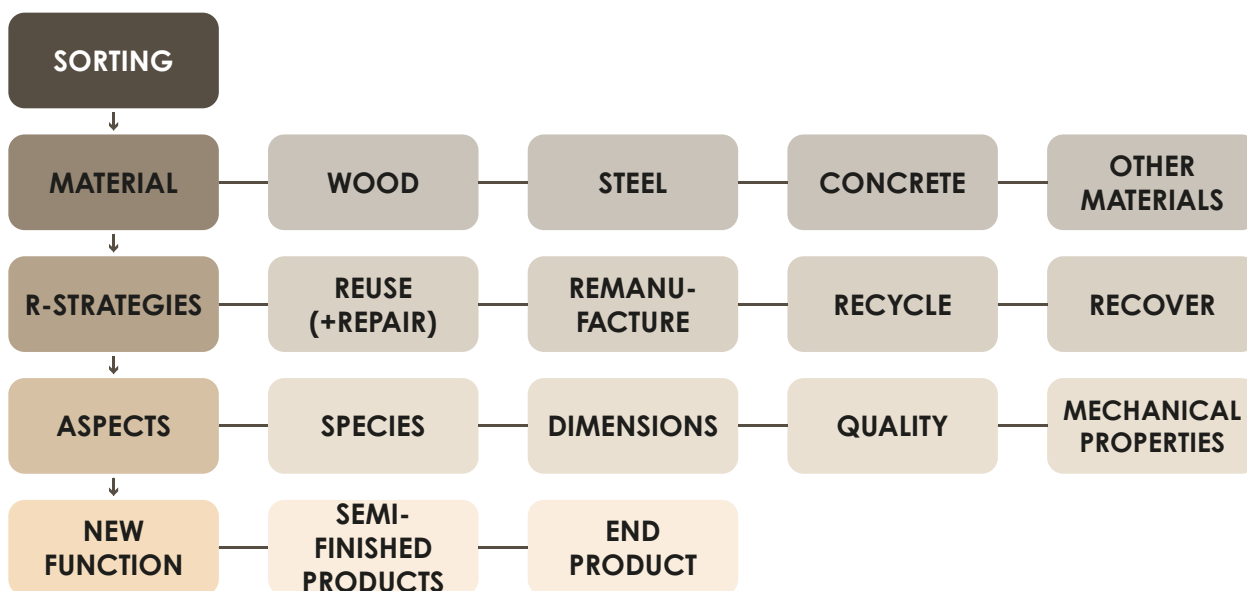 SORTING
MATERIAL
WOOD
STEEL
CONCRETE
OTHER
MATERIALS
R-STRATEGIES
REUSE
(+REPAIR)
REMANU-
FACTURE
RECYCLE
RECOVER
ASPECTS
SPECIES
DIMENSIONS
QUALITY
MECHANICAL
PROPERTIES
NEW
FUNCTION
SEMI-
FINISHED
PRODUCTS
END
PRODUCT